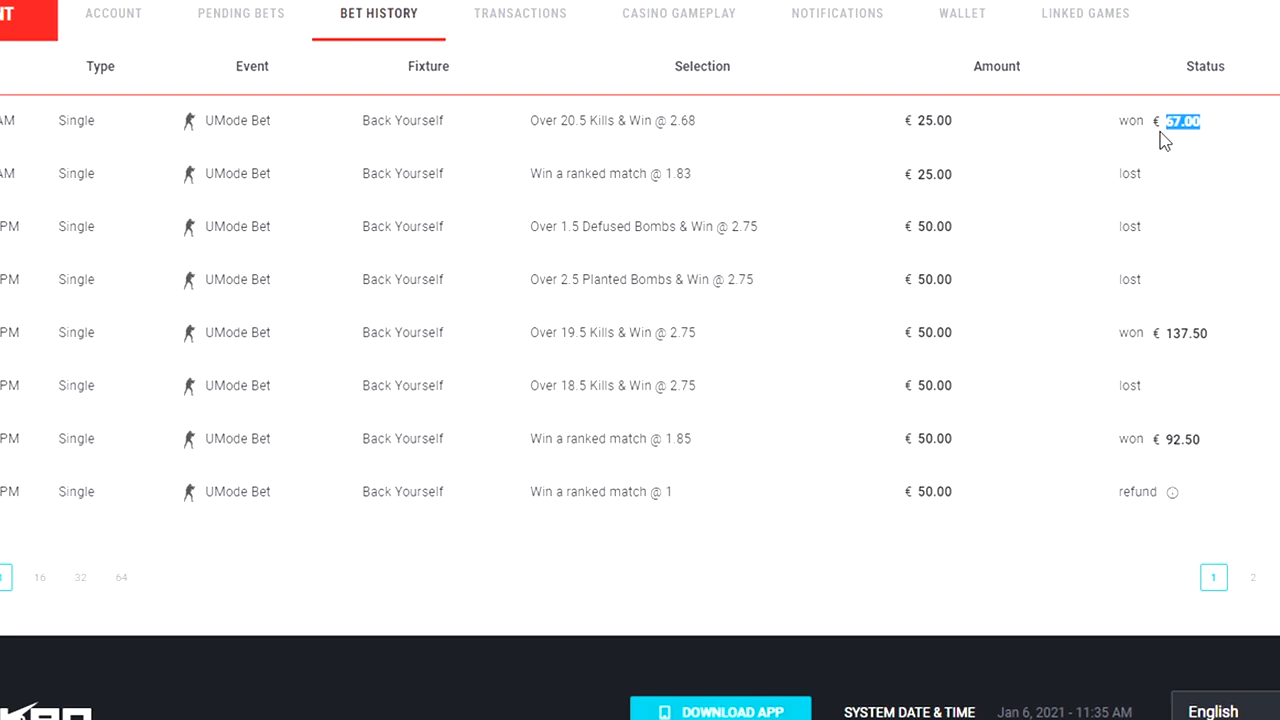 NT ACCOUNT PENDING BETS BET HISTORY TRANSACTIONS CASINO GAMEPLAY NOTIFICATIONS WALLET LINKED GAMES
Type Event Fixture Selection Amount Status
AM Single UMode Bet Back Yourself Over 20.5 Kills & Win @ 2.68 € 25.00 won € 67.00
AM Single UMode Bet Back Yourself Win a ranked match @ 1.83 € 25.00 lost
PM Single UMode Bet Back Yourself Over 1.5 Defused Bombs & Win @ 2.75 € 50.00 lost
PM Single UMode Bet Back Yourself Over 2.5 Planted Bombs & Win @ 2.75 € 50.00 lost
PM Single UMode Bet Back Yourself Over 19.5 Kills & Win @ 2.75 € 50.00 won € 137.50
PM Single UMode Bet Back Yourself Over 18.5 Kills & Win @ 2.75 € 50.00 lost
PM Single UMode Bet Back Yourself Win a ranked match @ 1.85 € 50.00 won € 92.50
PM Single UMode Bet Back Yourself Win a ranked match @ 1 € 50.00 refund
16 32 64 1 2
DOWNLOAD APP SYSTEM DATE & TIME Jan 6, 2021 - 11:35 AM English